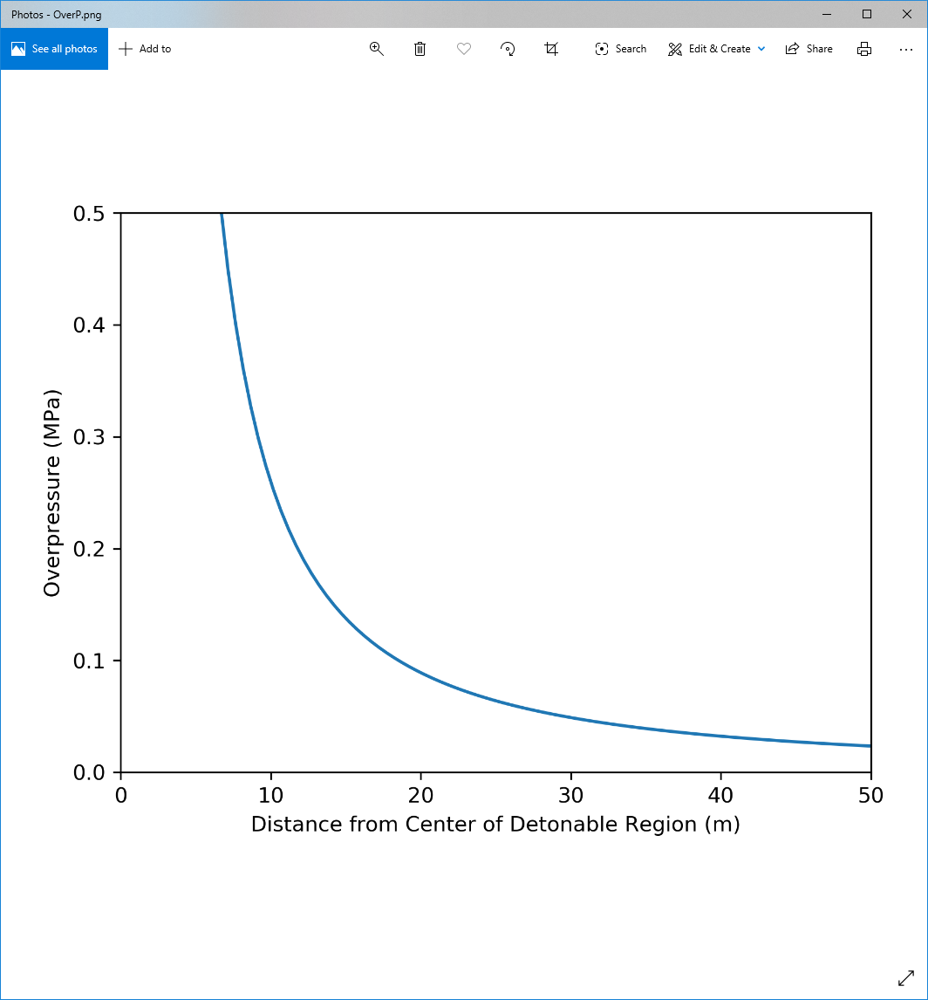 Photos - OverP.png
See all photos
Add to
Search
Edit & Create
Share
0.5
0.4
0.3
0.2
0.1
0.0
Overpressure (MPa)
0 10 20 30 40 50
Distance from Center of Detonable Region (m)